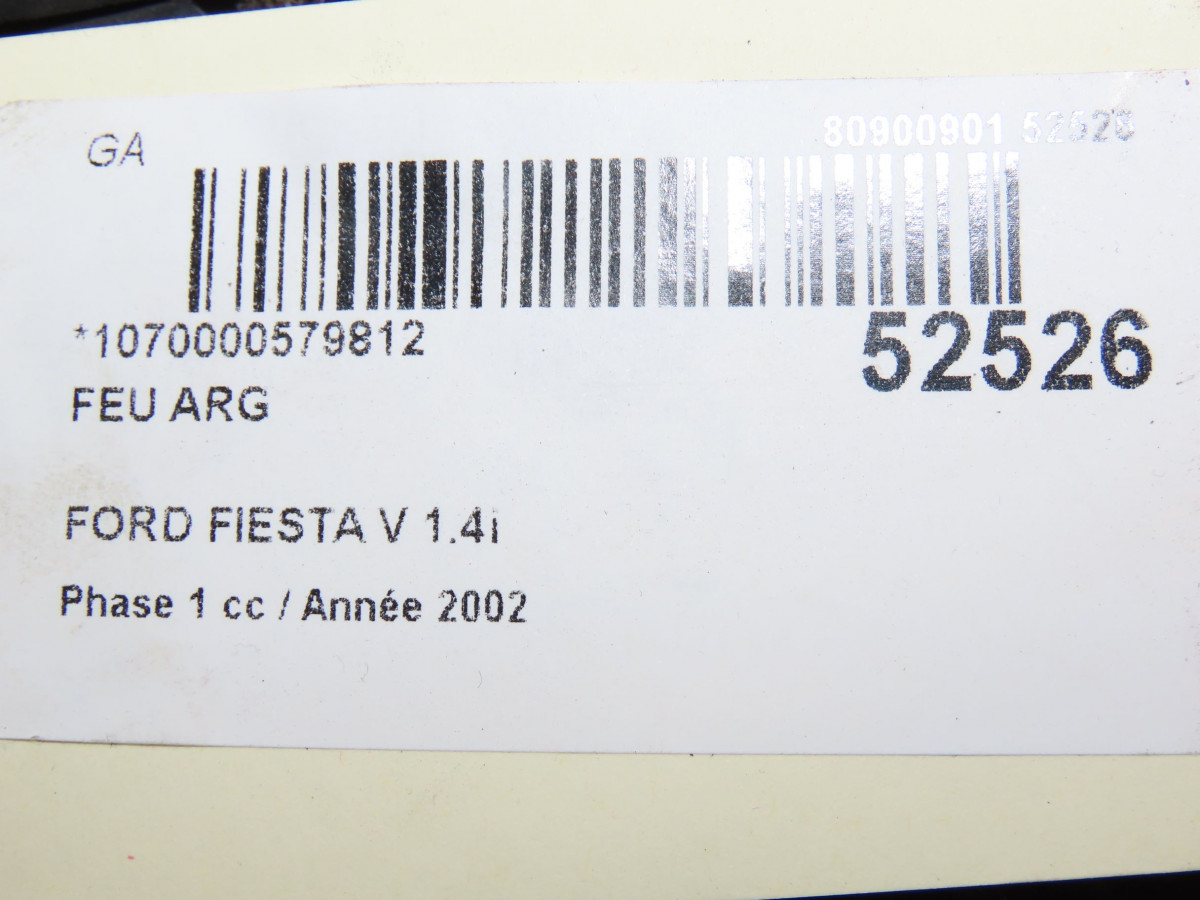 GA
80900901 52526
*1070000579812
52526
FEU ARG
FORD FIESTA V 1.4i
Phase 1 cc / Année 2002